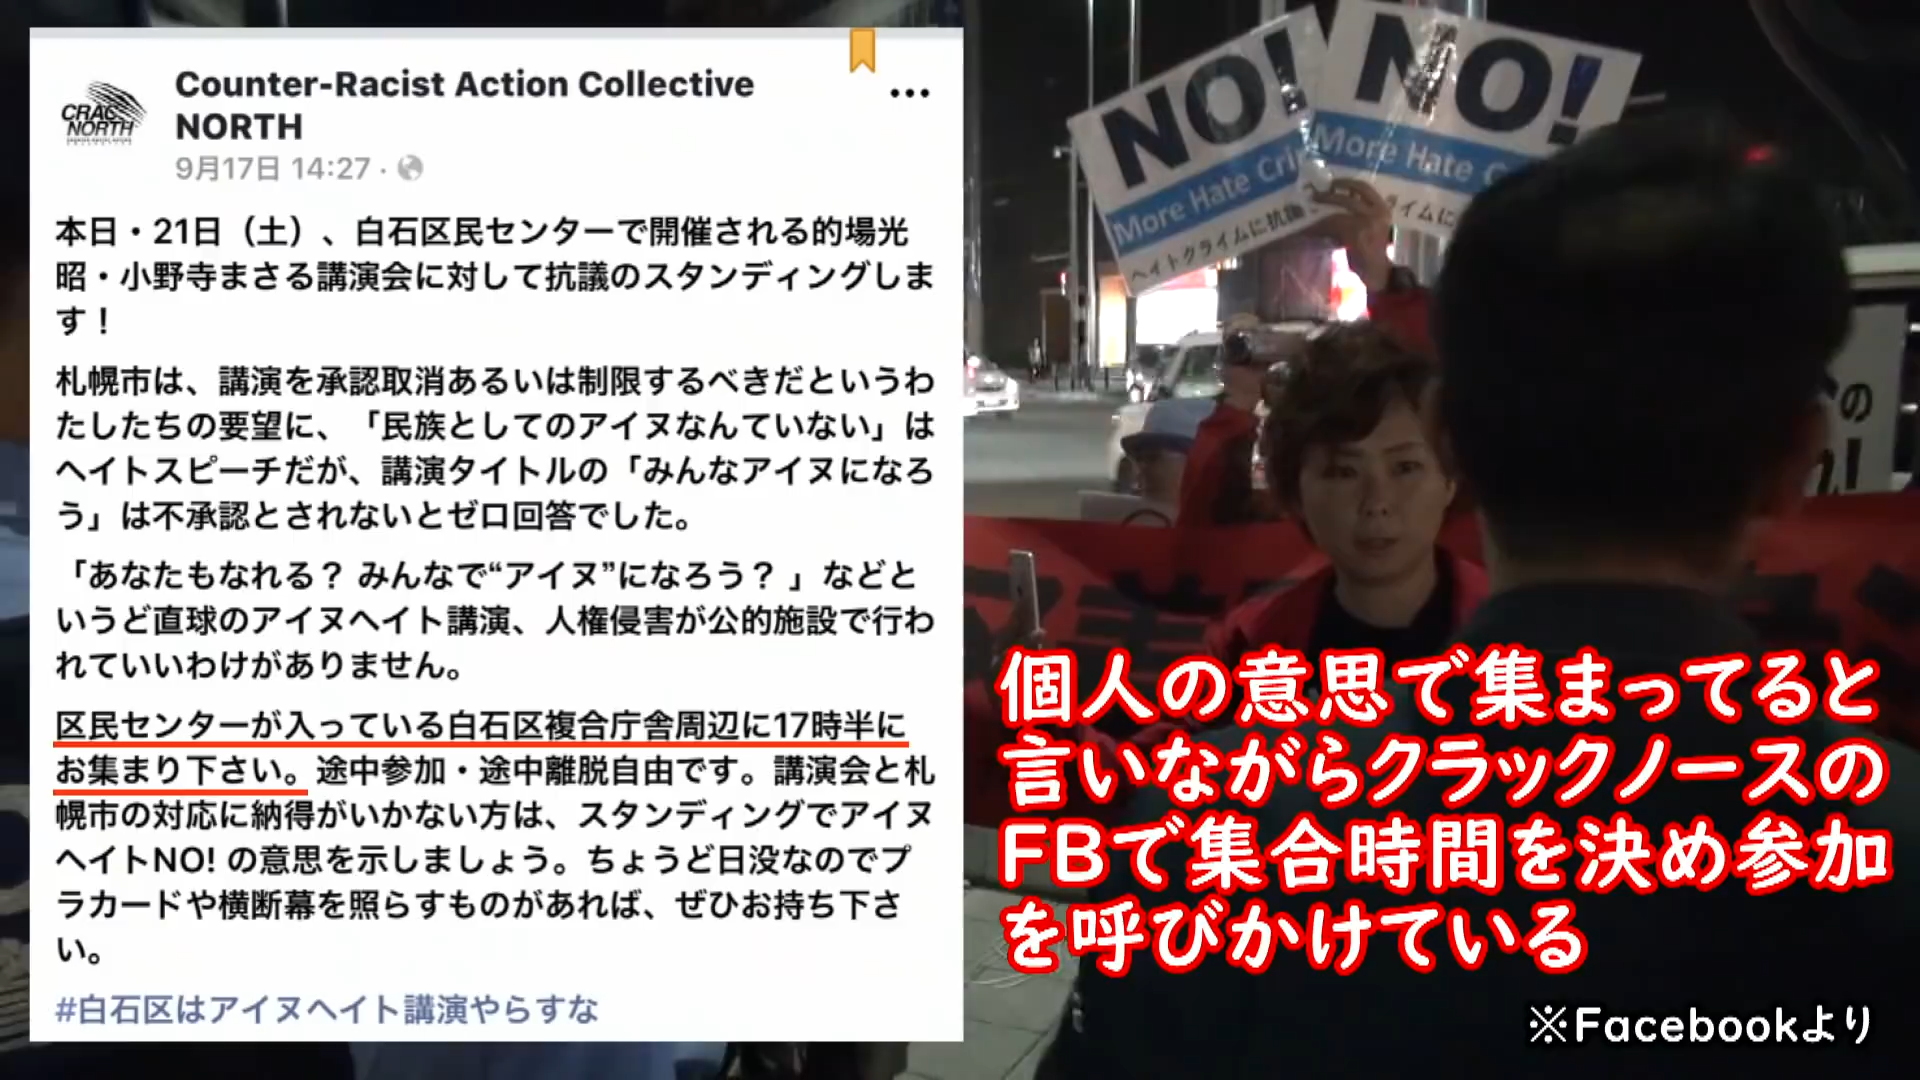 CRAC
NORTH
Counter-Racist Action Collective
NORTH
9月17日 14:27 ·
本日・21日（土）、白石区民センターで開催される的場光
昭・小野寺まさる講演会に対して抗議のスタンディングしま
す！
札幌市は、講演を承認取消あるいは制限するべきだというわ
たしたちの要望に、「民族としてのアイヌなんていない」は
ヘイトスピーチだが、講演タイトルの「みんなアイヌになろ
う」は不承認とされないとゼロ回答でした。
「あなたもなれる？ みんなで“アイヌ”になろう？ 」などと
いうど直球のアイヌヘイト講演、人権侵害が公的施設で行わ
れていいわけがありません。
区民センターが入っている白石区複合庁舎周辺に17時半に
お集まり下さい。途中参加・途中離脱自由です。講演会と札
幌市の対応に納得がいかない方は、スタンディングでアイヌ
ヘイトNO! の意思を示しましょう。ちょうど日没なのでプ
ラカードや横断幕を照らすものがあれば、ぜひお持ち下さ
い。
#白石区はアイヌヘイト講演やらすな
NO!
More Hate Cri
ヘイトクライムに抗議
NO!
More Hate C
イムに
の
個人の意思で集まってると
言いながらクラックノースの
FBで集合時間を決め参加
を呼びかけている
※Facebookより